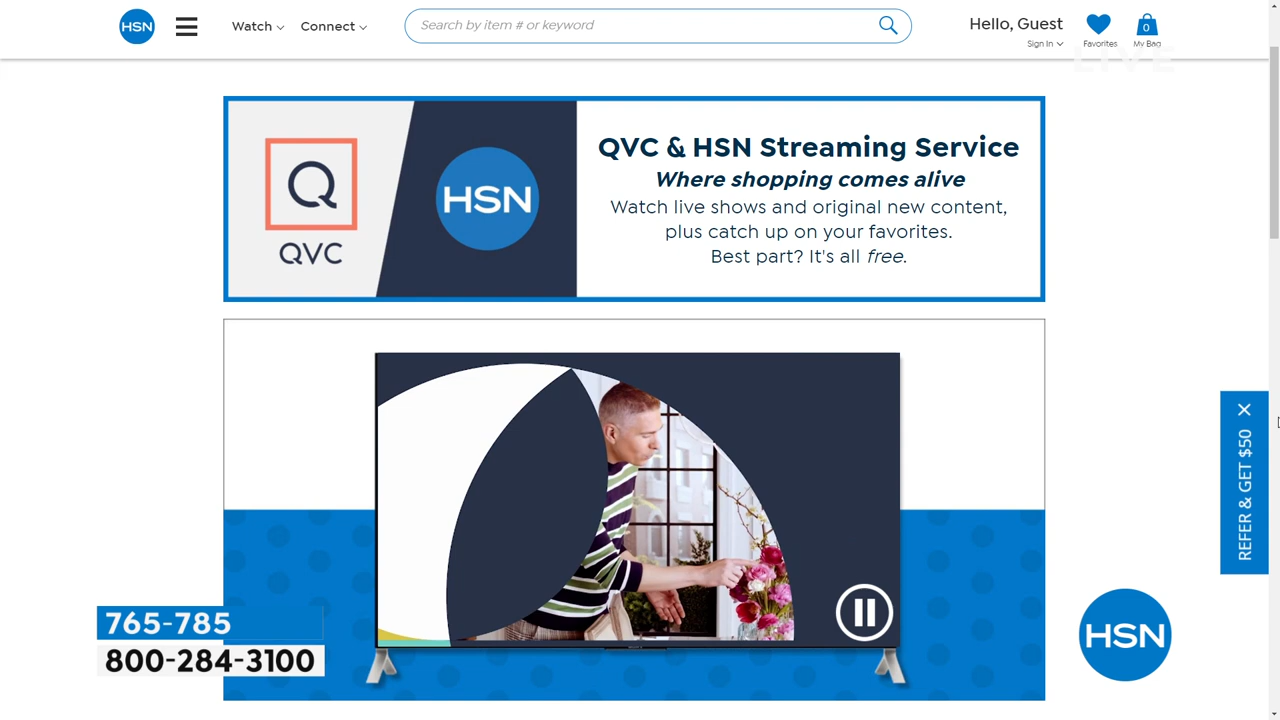 HSN
Watch
Connect
Search by item # or keyword
Hello, Guest
Sign In
Favorites
0
My Bag
LIVE
Q
QVC
HSN
QVC & HSN Streaming Service
Where shopping comes alive
Watch live shows and original new content,
plus catch up on your favorites.
Best part? It's all free.
REFER & GET $50
765-785
800-284-3100
HSN